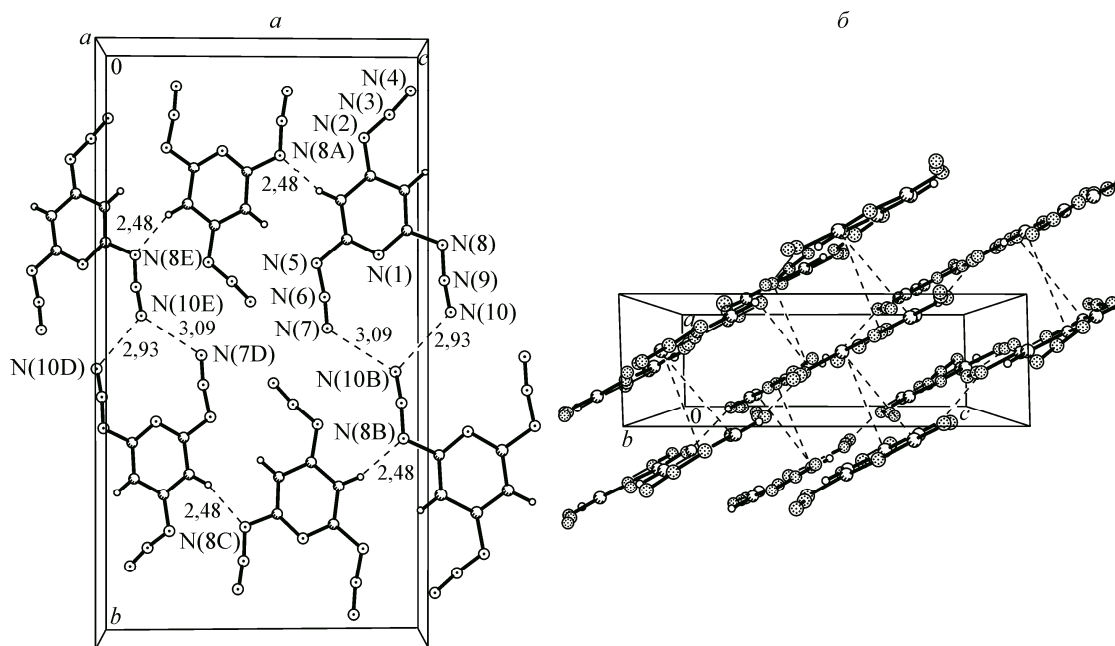 а
б
a
0
c
N(4)
N(3)
N(2)
N(8A)
2,48
2,48
N(8E)
N(5)
N(1)
N(8)
N(6)
N(9)
N(10E)
N(7)
N(10)
3,09
3,09
2,93
2,93
N(10D)
N(7D)
N(10B)
N(8B)
2,48
2,48
N(8C)
b
a
0
c
b